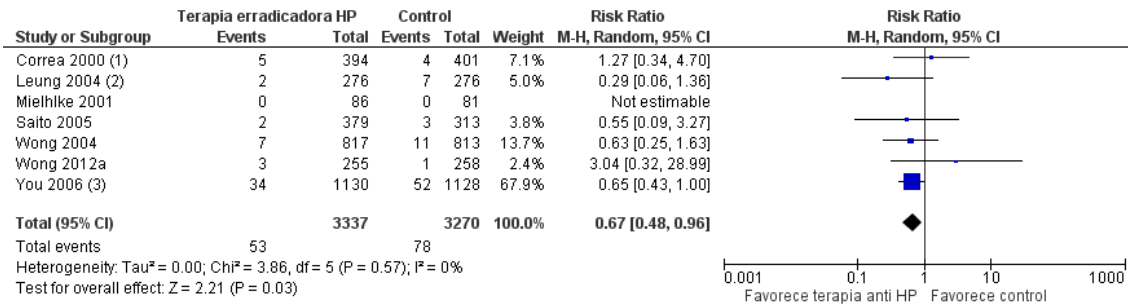 Terapia erradicadora HP Control Risk Ratio Risk Ratio
Study or Subgroup Events Total Events Total Weight M-H, Random, 95% CI M-H, Random, 95% CI
Correa 2000 (1) 5 394 4 401 7.1% 1.27 [0.34, 4.70]
Leung 2004 (2) 2 276 7 276 5.0% 0.29 [0.06, 1.36]
Mielhlke 2001 0 86 0 81 Not estimable
Saito 2005 2 379 3 313 3.8% 0.55 [0.09, 3.27]
Wong 2004 7 817 11 813 13.7% 0.63 [0.25, 1.63]
Wong 2012a 3 255 1 258 2.4% 3.04 [0.32, 28.99]
You 2006 (3) 34 1130 52 1128 67.9% 0.65 [0.43, 1.00]
Total (95% CI) 3337 3270 100.0% 0.67 [0.48, 0.96]
Total events 53 78
Heterogeneity: Tau² = 0.00; Chi² = 3.86, df = 5 (P = 0.57); I² = 0%
Test for overall effect: Z = 2.21 (P = 0.03)
0.001 0.1 1 10 1000
Favorece terapia anti HP Favorece control